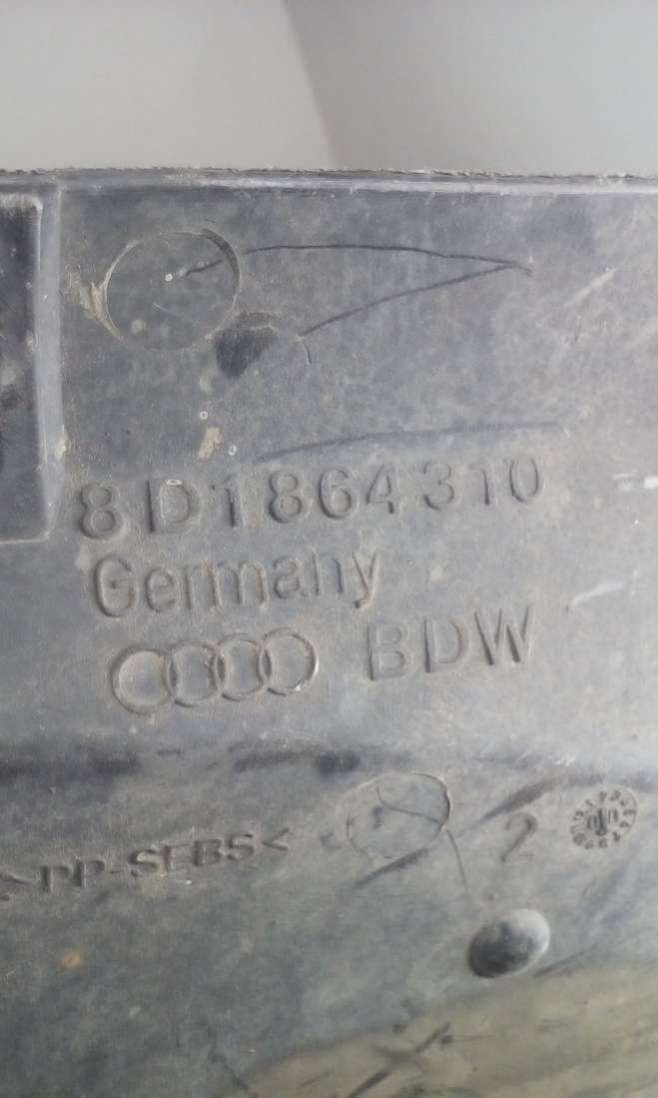 8D1864310
Germany
BDW
>PP-SEBS<
2